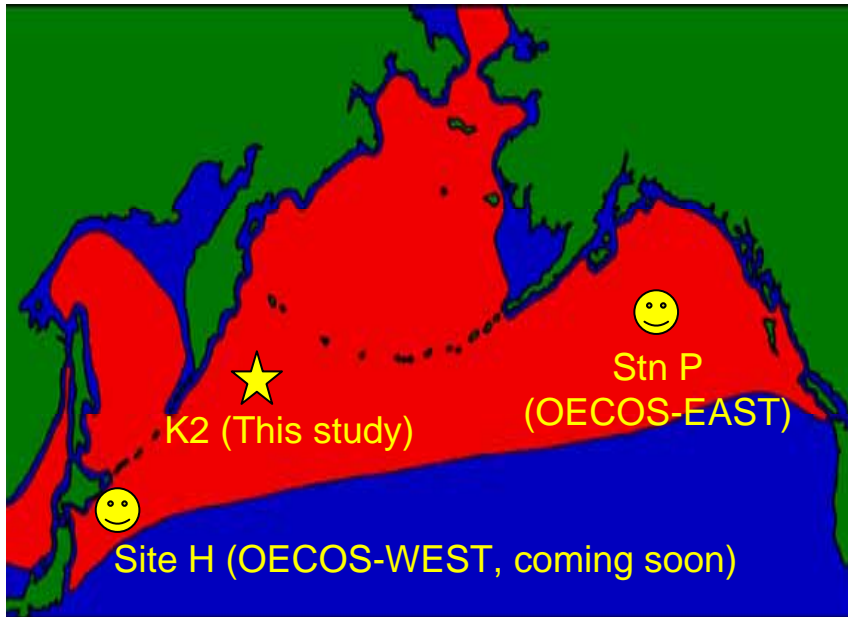 Stn P
(OECOS-EAST)
K2 (This study)
Site H (OECOS-WEST, coming soon)